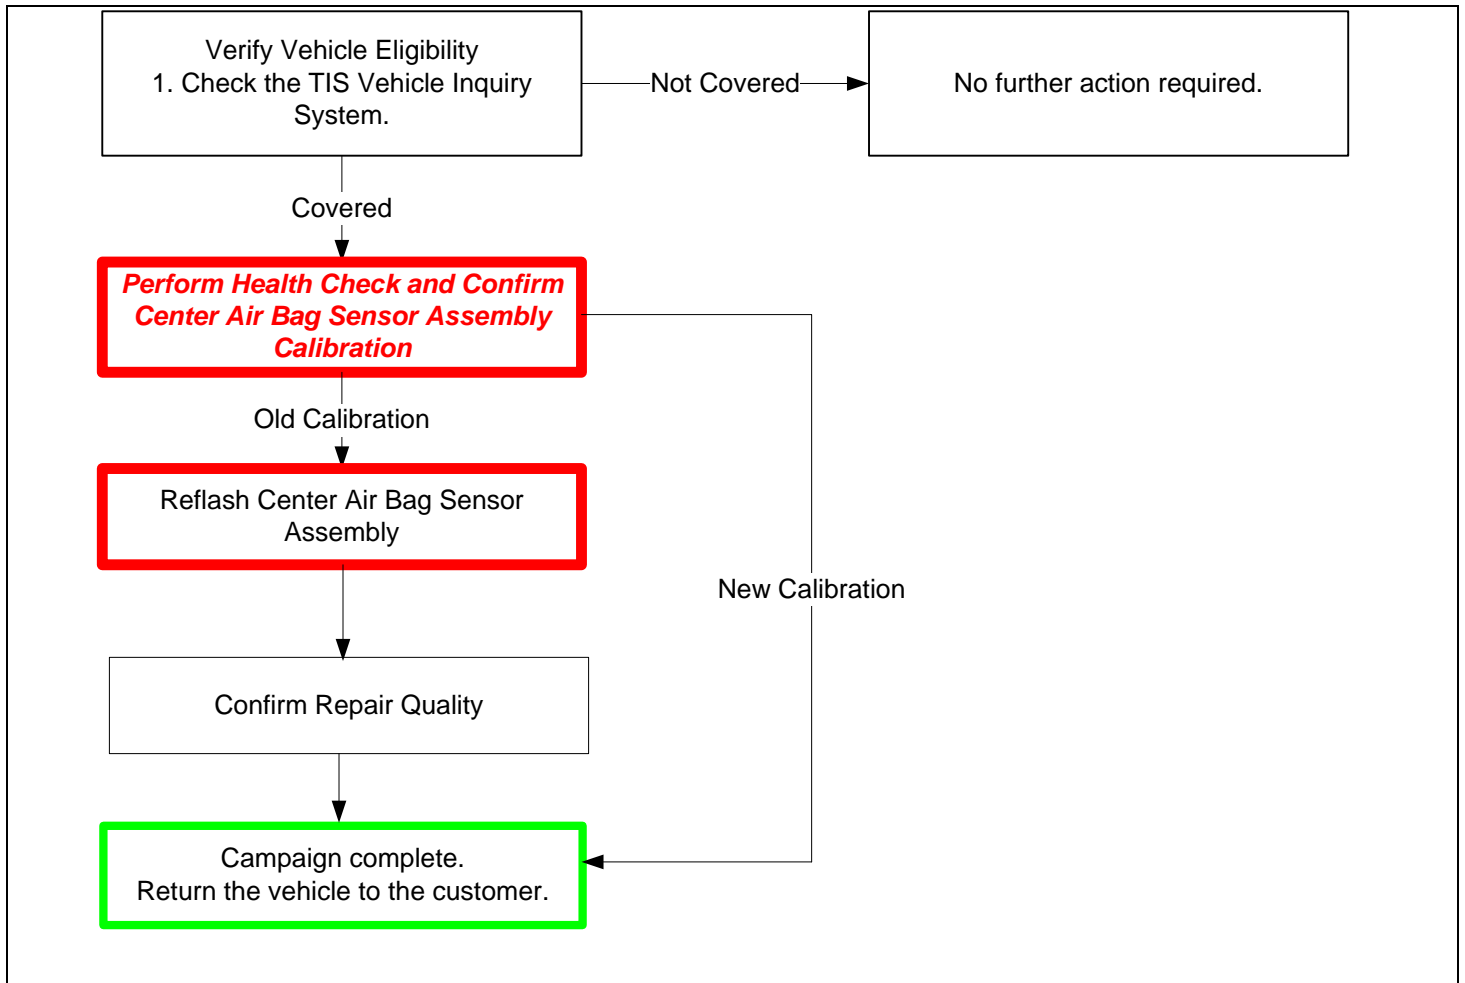 Verify Vehicle Eligibility
1. Check the TIS Vehicle Inquiry
System.
Not Covered
No further action required.
Covered
Perform Health Check and Confirm
Center Air Bag Sensor Assembly
Calibration
Old Calibration
Reflash Center Air Bag Sensor
Assembly
New Calibration
Confirm Repair Quality
Campaign complete.
Return the vehicle to the customer.